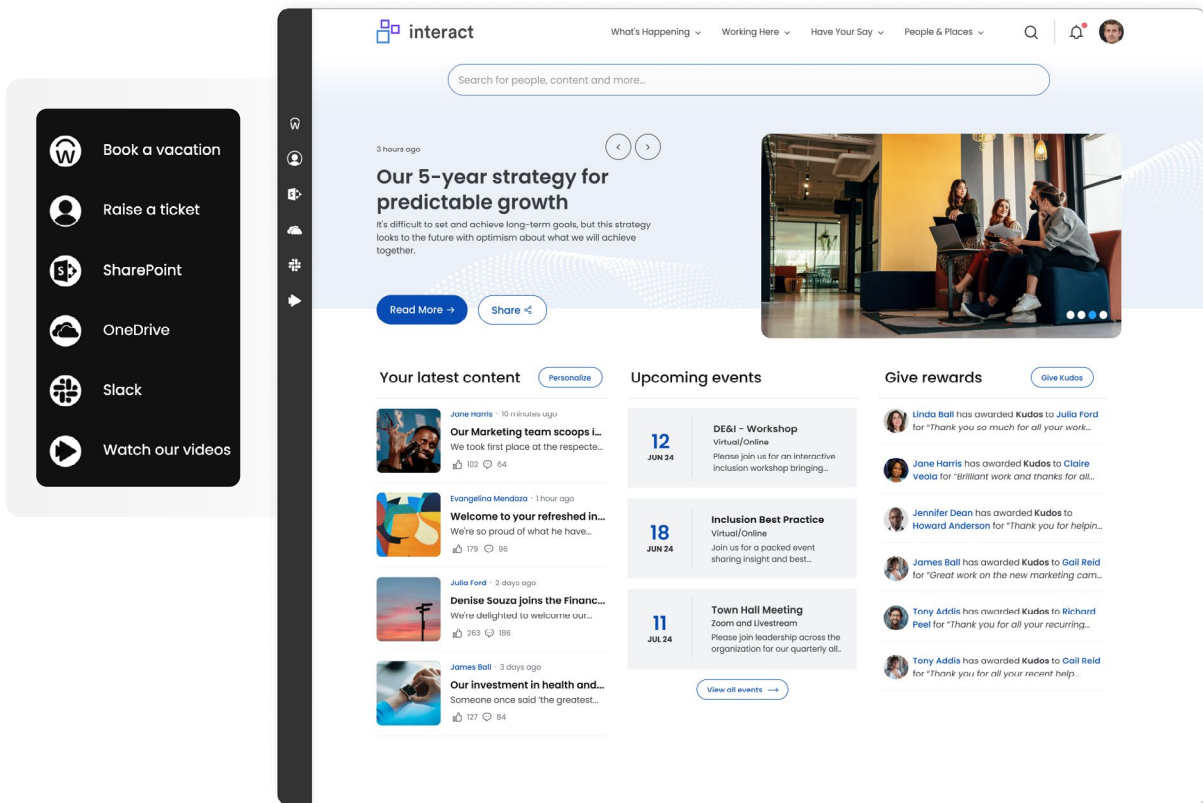 interact
What's Happening
Working Here
Have Your Say
People & Places
Search for people, content and more...
Book a vacation
Raise a ticket
SharePoint
OneDrive
Slack
Watch our videos
3 hours ago
Our 5-year strategy for
predictable growth
It's difficult to set and achieve long-term goals, but this strategy
looks to the future with optimism about what we will achieve
together.
Read More →
Share
Your latest content
Personalize
Jane Harris · 10 minutes ago
Our Marketing team scoops i...
We took first place at the respecte...
102 64
Evangelina Mendoza · 1 hour ago
Welcome to your refreshed in...
We're so proud of what he have...
179 96
Julia Ford · 2 days ago
Denise Souza joins the Financ...
We're delighted to welcome our...
263 186
James Ball · 3 days ago
Our investment in health and...
Someone once said 'the greatest...
127 84
Upcoming events
12
JUN 24
DE&I - Workshop
Virtual/Online
Please join us for an interactive
inclusion workshop bringing...
18
JUN 24
Inclusion Best Practice
Virtual/Online
Join us for a packed event
sharing insight and best...
11
JUL 24
Town Hall Meeting
Zoom and Livestream
Please join leadership across the
organization for our quarterly all..
View all events →
Give rewards
Give Kudos
Linda Ball has awarded Kudos to Julia Ford
for "Thank you so much for all your work...
Jane Harris has awarded Kudos to Claire
Veola for "Brilliant work and thanks for all...
Jennifer Dean has awarded Kudos to
Howard Anderson for "Thank you for helpin...
James Ball has awarded Kudos to Gail Reid
for "Great work on the new marketing cam...
Tony Addis has awarded Kudos to Richard
Peel for "Thank you for all your recurring...
Tony Addis has awarded Kudos to Gail Reid
for "Thank you for all your recent help...